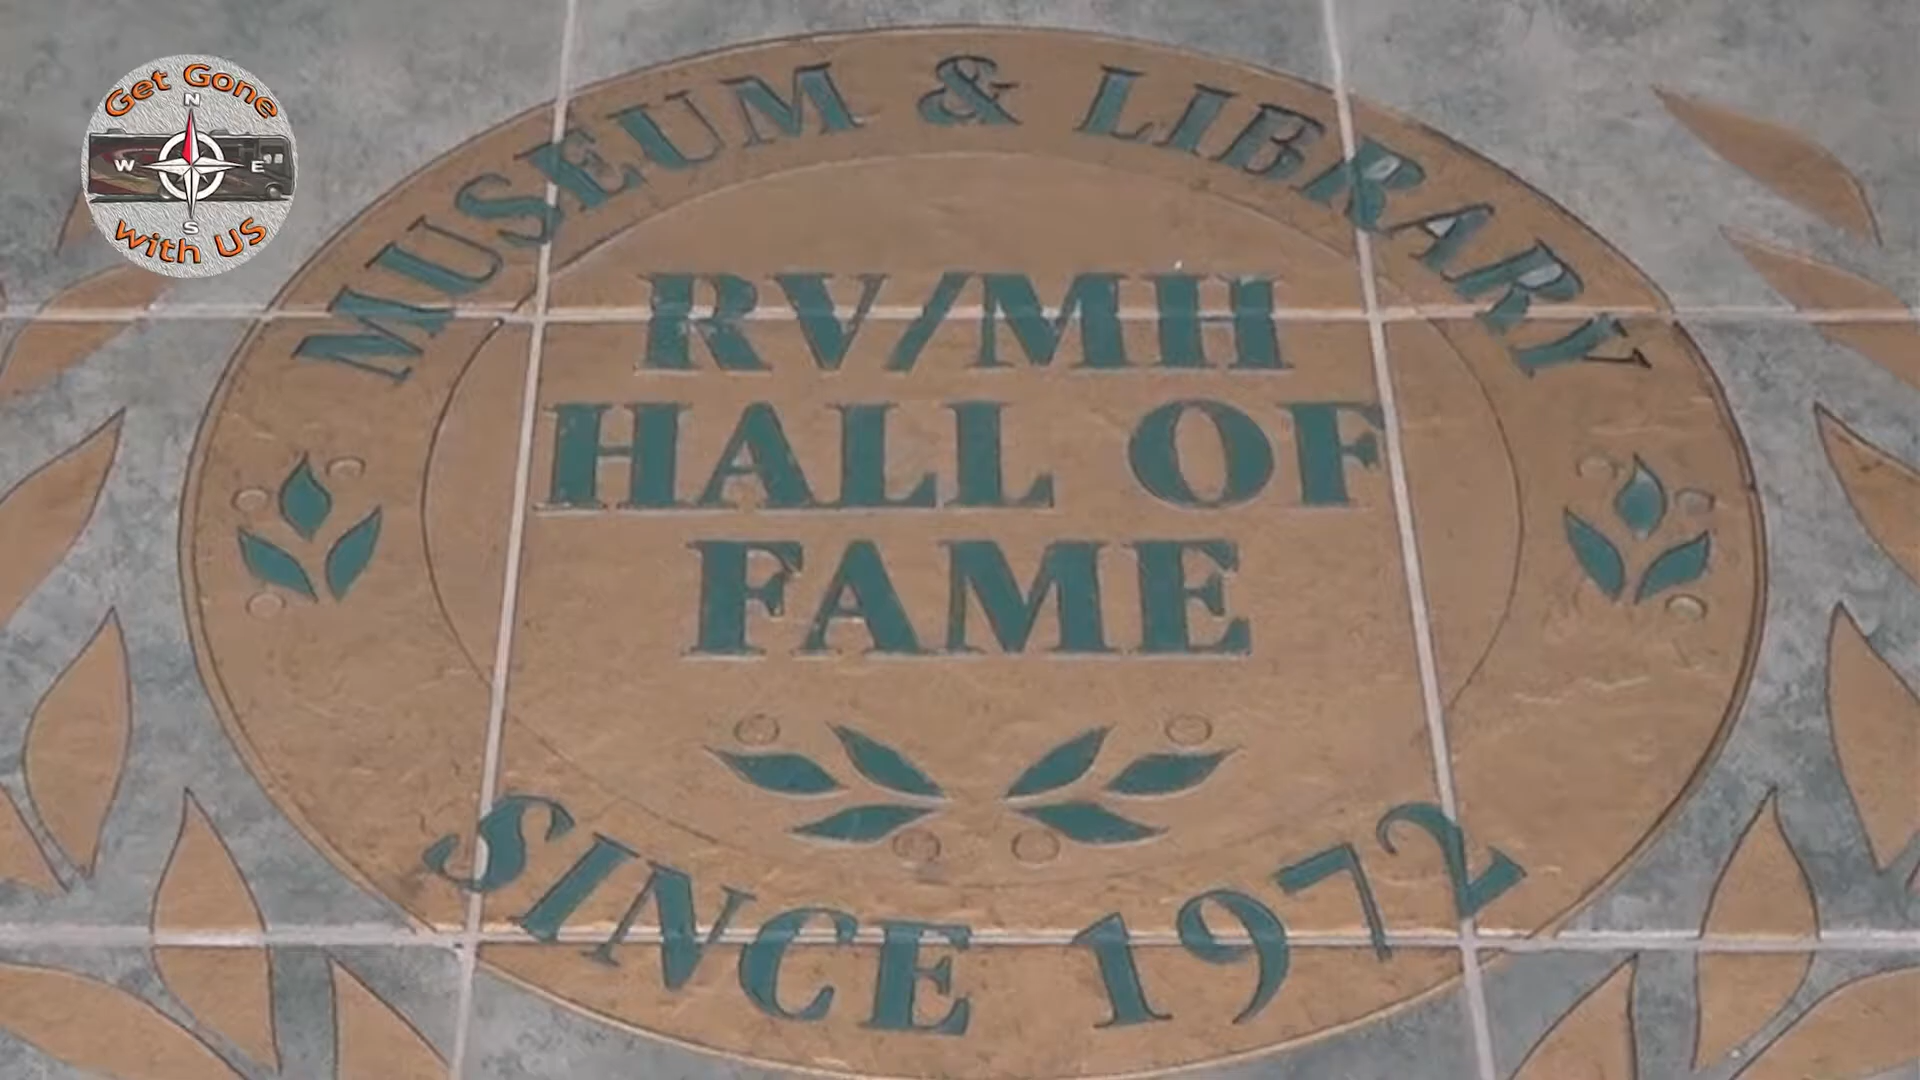 Get Gone
N
W E
S
with US
MUSEUM & LIBRARY
RV/MH
HALL OF
FAME
SINCE 1972